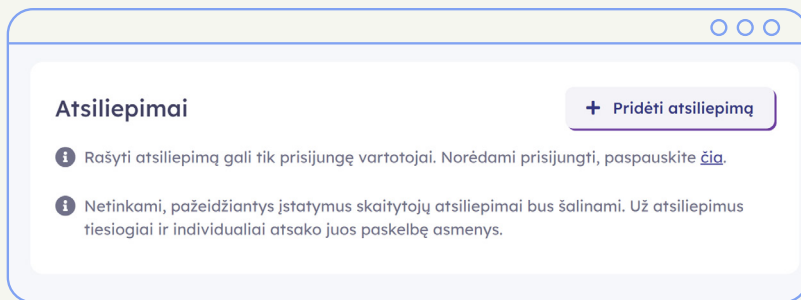 Atsiliepimai
+ Pridėti atsiliepimą
Rašyti atsiliepimą gali tik prisijungę vartotojai. Norėdami prisijungti, paspauskite čia.
Netinkami, pažeidžiantys įstatymus skaitytojų atsiliepimai bus šalinami. Už atsiliepimus
tiesiogiai ir individualiai atsako juos paskelbę asmenys.